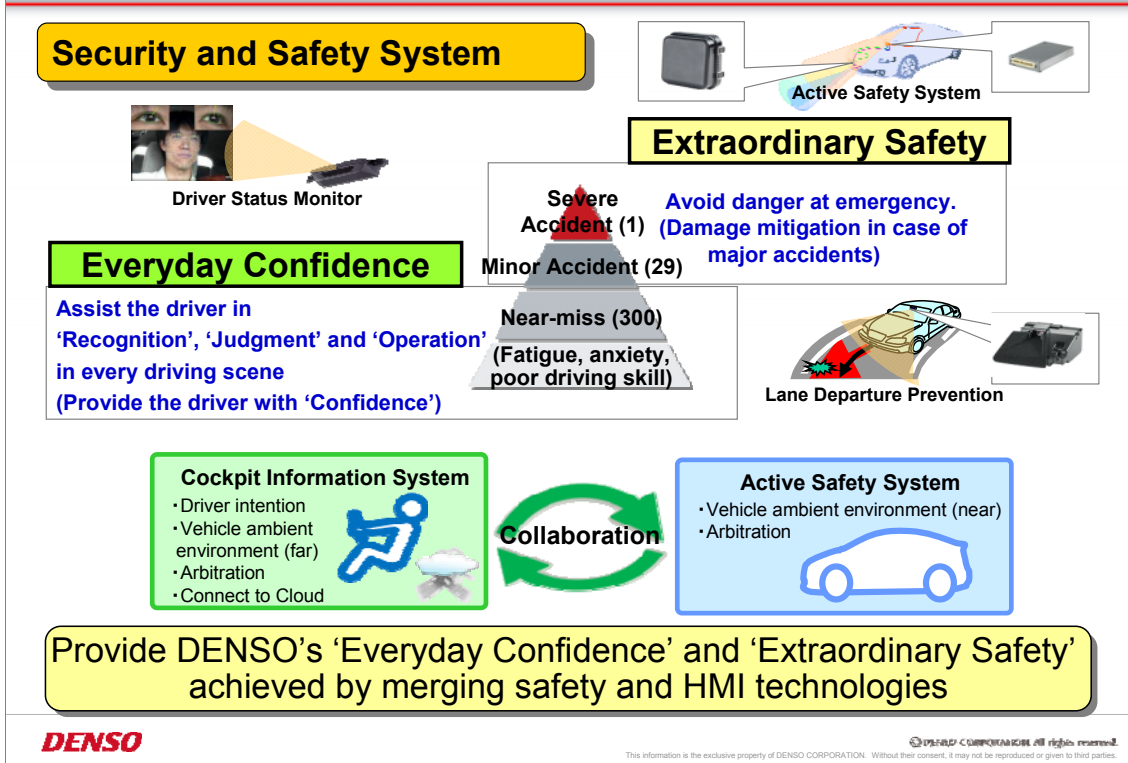 Security and Safety System
Active Safety System
Driver Status Monitor
Extraordinary Safety
Severe
Accident (1)
Avoid danger at emergency.
(Damage mitigation in case of
major accidents)
Everyday Confidence
Minor Accident (29)
Assist the driver in
‘Recognition’, ‘Judgment’ and ‘Operation’
in every driving scene
(Provide the driver with ‘Confidence’)
Near-miss (300)
(Fatigue, anxiety,
poor driving skill)
Lane Departure Prevention
Cockpit Information System
・Driver intention
・Vehicle ambient
environment (far)
・Arbitration
・Connect to Cloud
Collaboration
Active Safety System
・Vehicle ambient environment (near)
・Arbitration
Provide DENSO’s ‘Everyday Confidence’ and ‘Extraordinary Safety’
achieved by merging safety and HMI technologies
DENSO
© DENSO CORPORATION All rights reserved.
This information is the exclusive property of DENSO CORPORATION. Without their consent, it may not be reproduced or given to third parties.